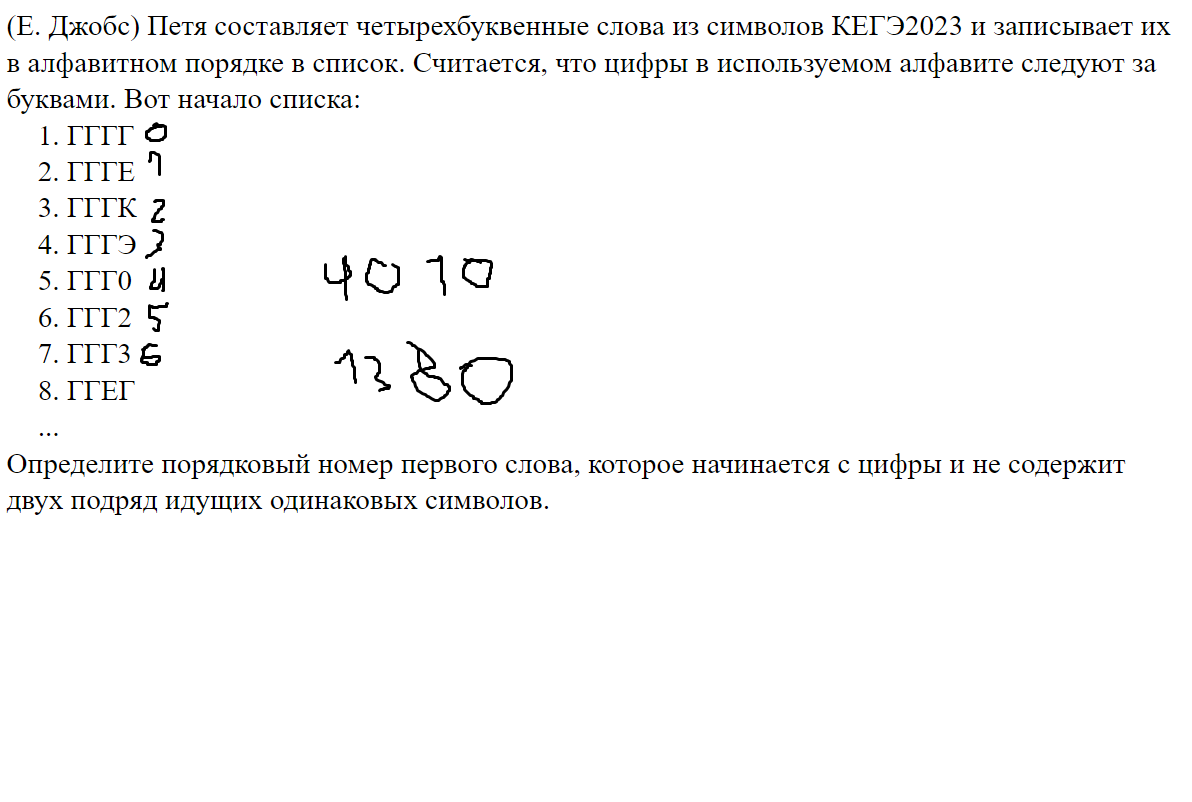 (Е. Джобс) Петя составляет четырехбуквенные слова из символов КЕГЭ2023 и записывает их
в алфавитном порядке в список. Считается, что цифры в используемом алфавите следуют за
буквами. Вот начало списка:
1. ГГГГ 0
2. ГГГЕ 1
3. ГГГК 2
4. ГГГЭ 3
5. ГГГ0 4
6. ГГГ2 5
7. ГГГ3 6
8. ГГЕГ
...
4010
1380
Определите порядковый номер первого слова, которое начинается с цифры и не содержит
двух подряд идущих одинаковых символов.